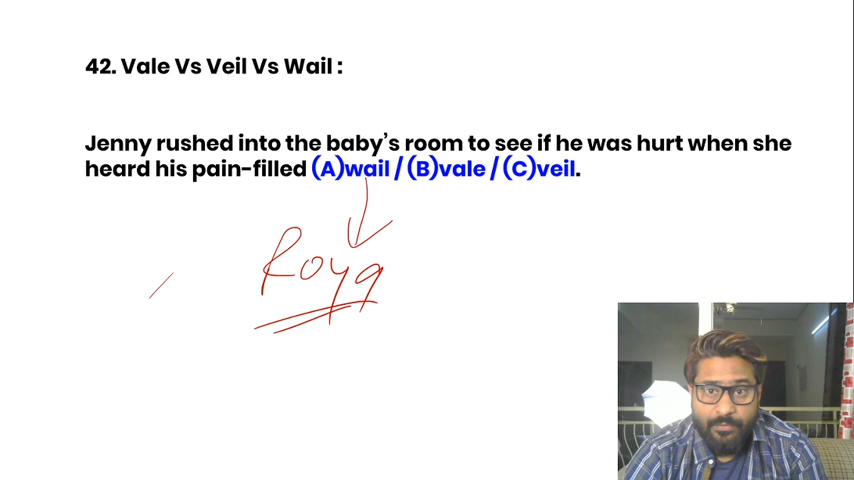 42. Vale Vs Veil Vs Wail :
Jenny rushed into the baby's room to see if he was hurt when she
heard his pain-filled (A)wail / (B)vale / (C)veil.
Roya